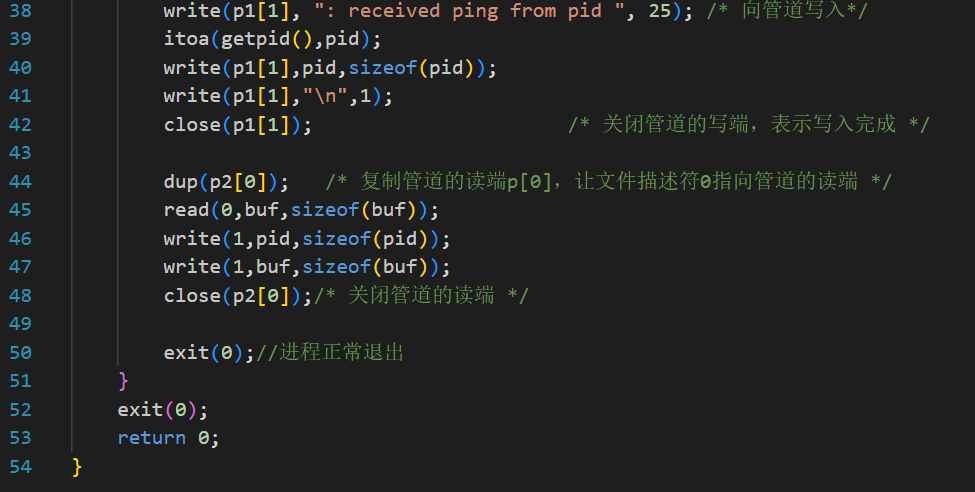 38 write(p1[1], ": received ping from pid ", 25); /* 向管道写入*/
39 itoa(getpid(),pid);
40 write(p1[1],pid,sizeof(pid));
41 write(p1[1],"\n",1);
42 close(p1[1]); /* 关闭管道的写端，表示写入完成 */
43
44 dup(p2[0]); /* 复制管道的读端p[0]，让文件描述符0指向管道的读端 */
45 read(0,buf,sizeof(buf));
46 write(1,pid,sizeof(pid));
47 write(1,buf,sizeof(buf));
48 close(p2[0]);/* 关闭管道的读端 */
49
50 exit(0);//进程正常退出
51 }
52 exit(0);
53 return 0;
54 }